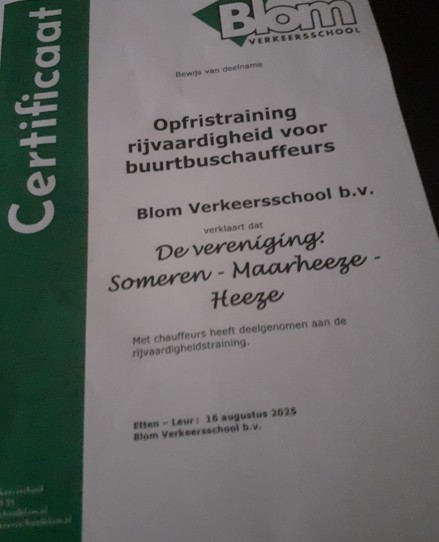 Certificaat
Blom
VERKEERSSCHOOL
Bewijs van deelname
Opfristraining
rijvaardigheid voor
buurtbuschauffeurs
Blom Verkeersschool b.v.
verklaart dat
De vereniging:
Someren - Maarheeze -
Heeze
Met chauffeurs heeft deelgenomen aan de
rijvaardigheidstraining.
Etten – Leur : 16 augustus 2025
Blom Verkeersschool b.v.